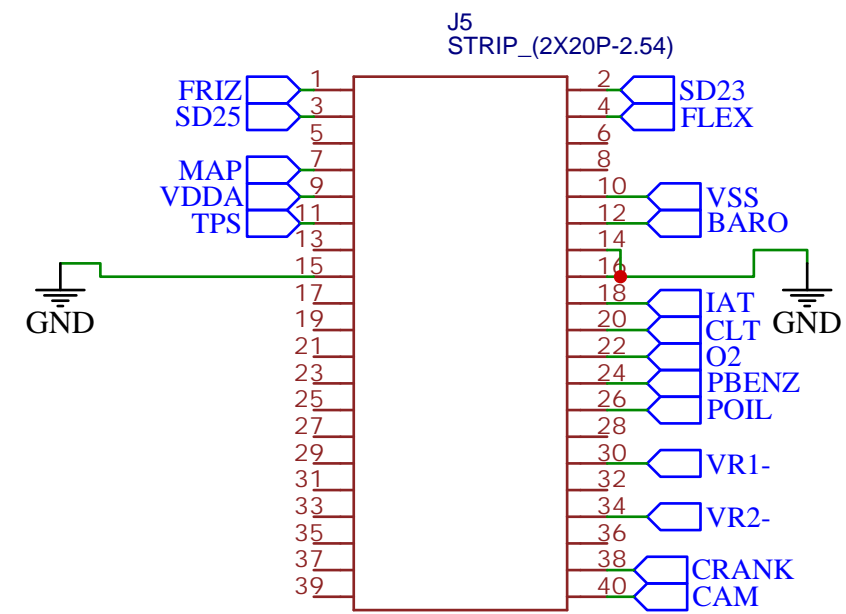 J5
STRIP_(2X20P-2.54)
FRIZ 1 2 SD23
SD25 3 4 FLEX
5 6
MAP 7 8
VDDA 9 10 VSS
TPS 11 12 BARO
13 14
15 16
GND 17 18 IAT GND
19 20 CLT
21 22 O2
23 24 PBENZ
25 26 POIL
27 28
29 30 VR1-
31 32
33 34 VR2-
35 36
37 38 CRANK
39 40 CAM